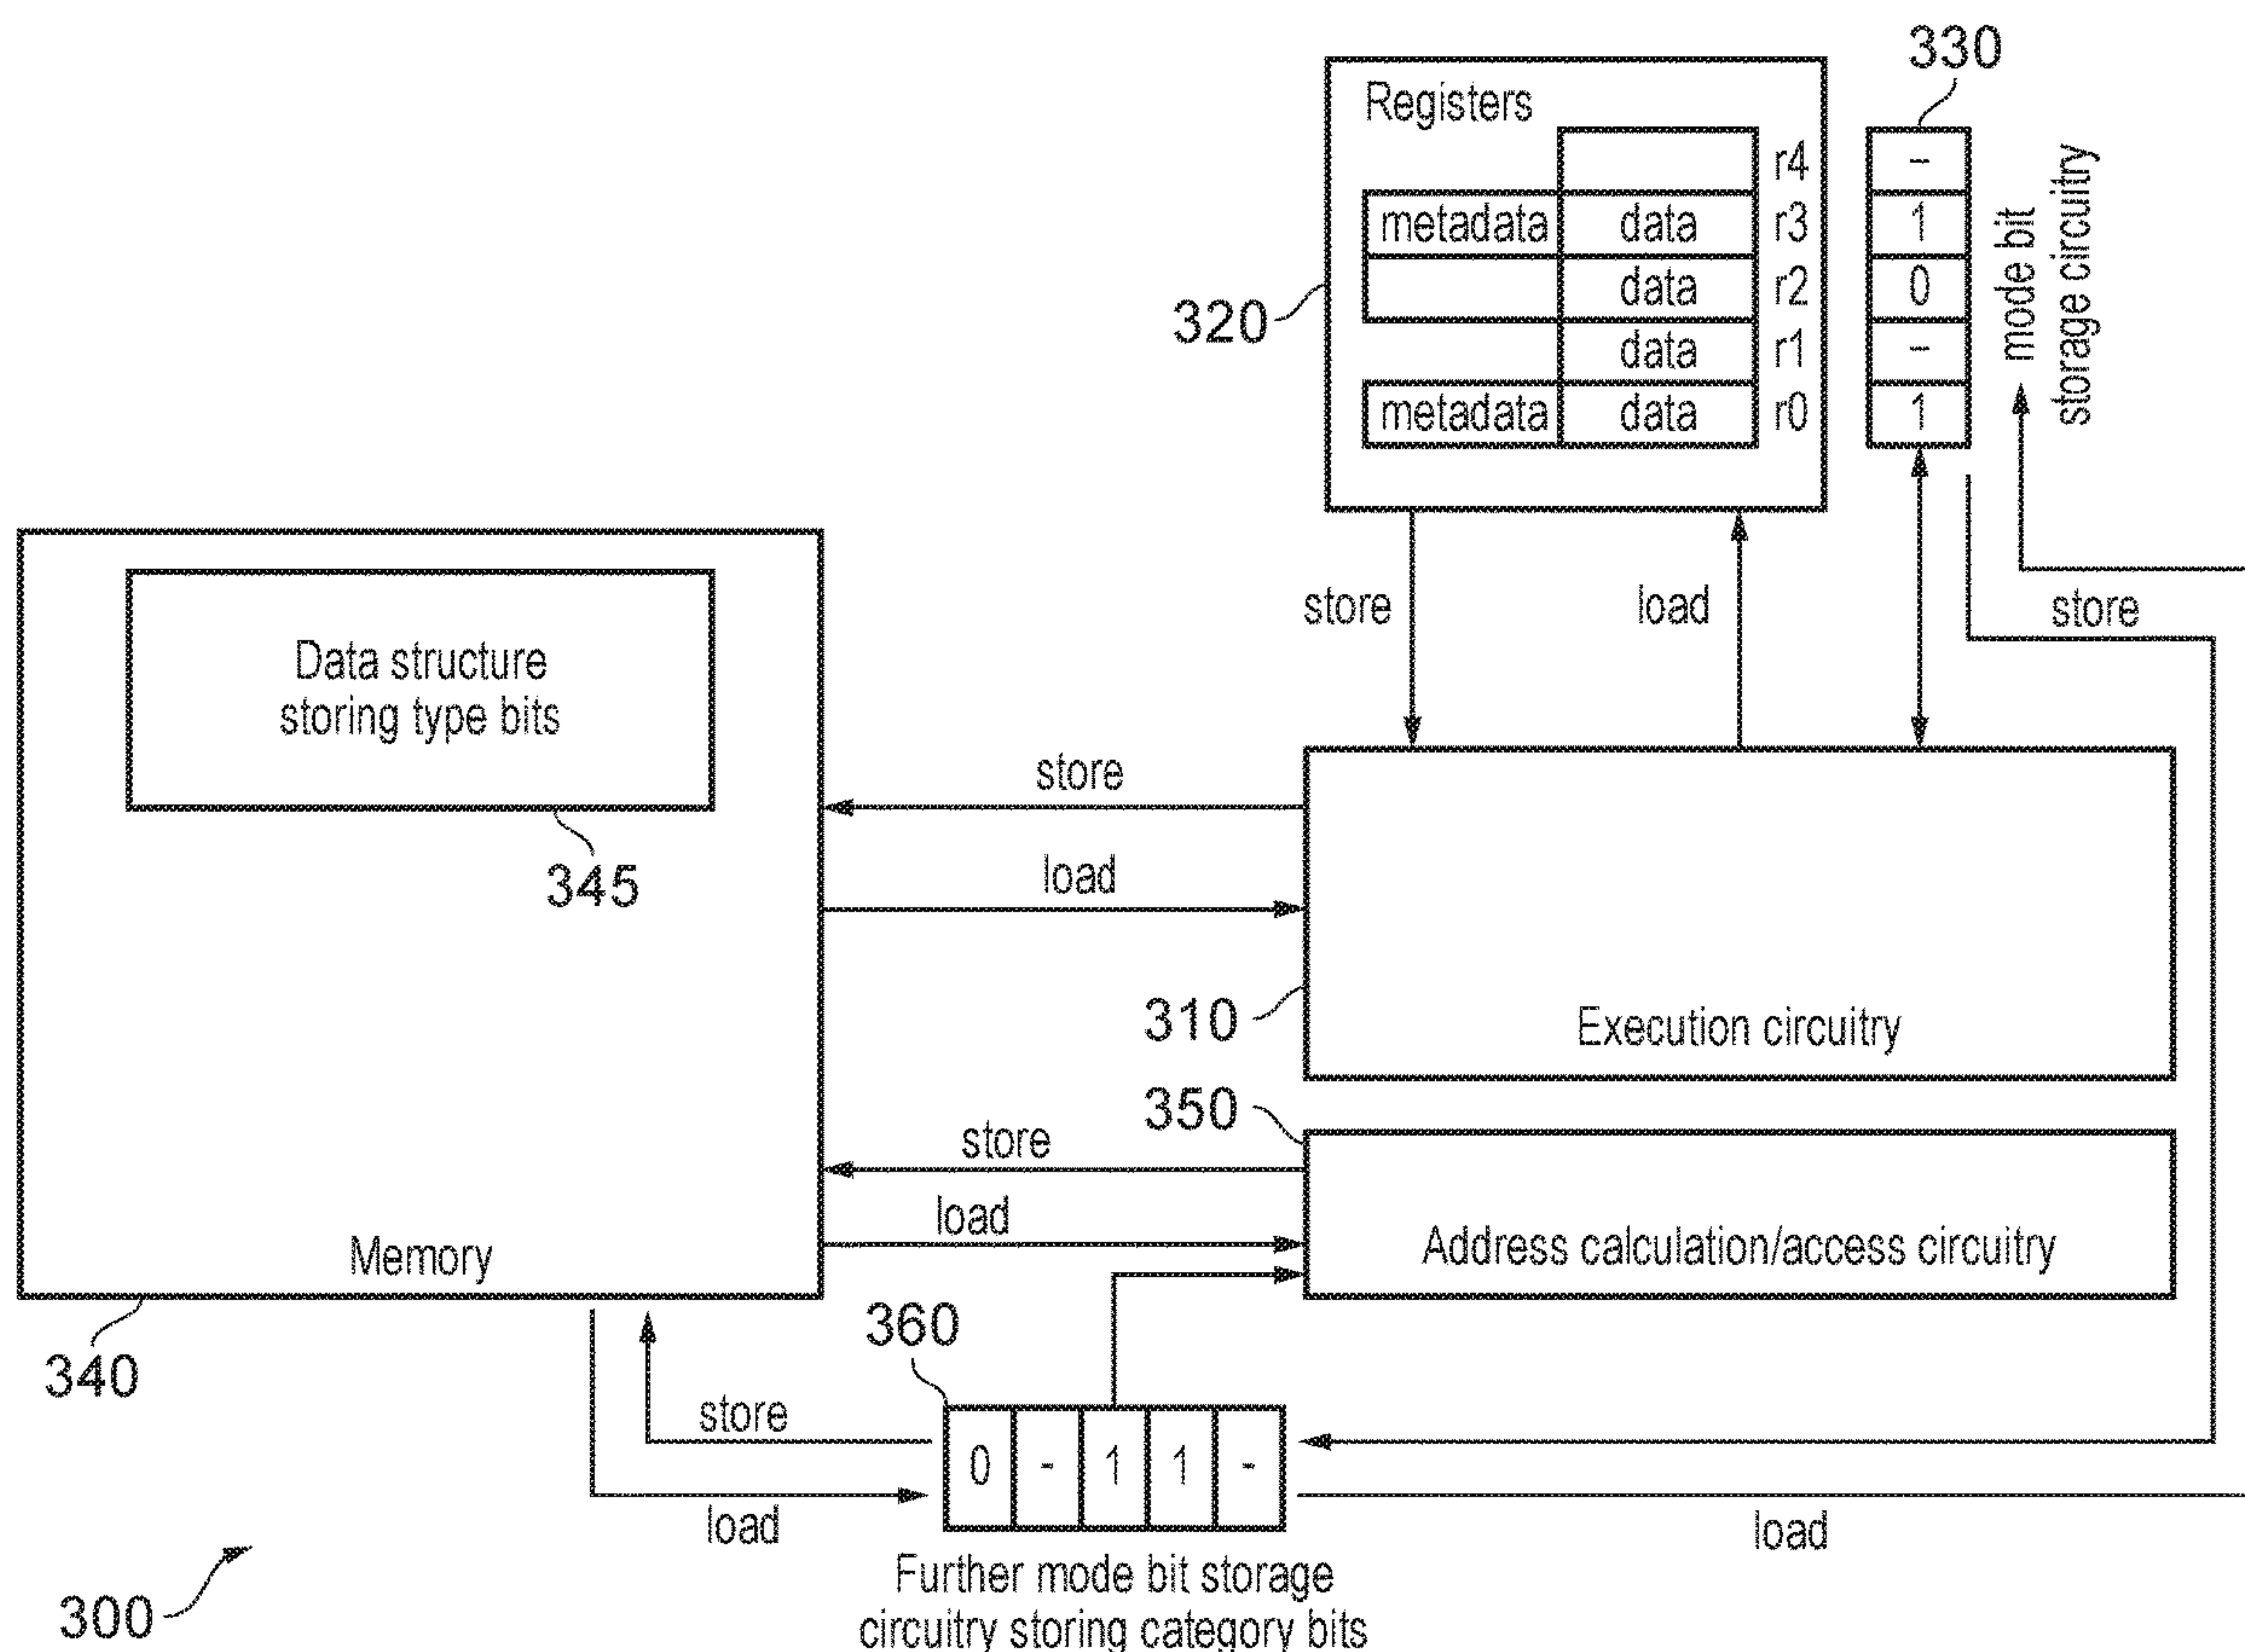 330
Registers
r4
-
metadata data r3
1
data r2
0
data r1
-
metadata data r0
1
mode bit
storage circuitry
320
store
load
store
Data structure
storing type bits
345
store
load
310
Execution circuitry
350
store
load
Address calculation/access circuitry
Memory
340
360
store
0 - 1 1 -
load
load
Further mode bit storage
circuitry storing category bits
300